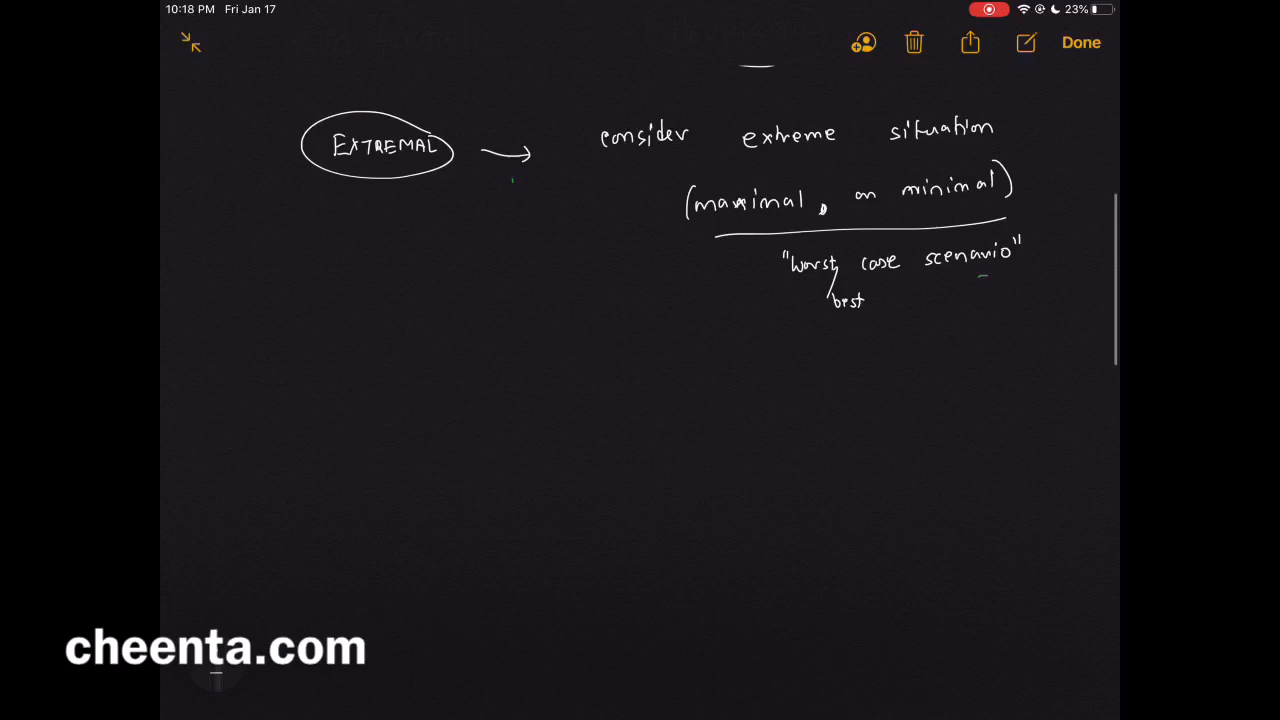 10:18 PM Fri Jan 17 23%
Done
EXTREMAL → consider extreme situation
(maximal, or minimal)
"worst case scenario"
best
cheenta.com